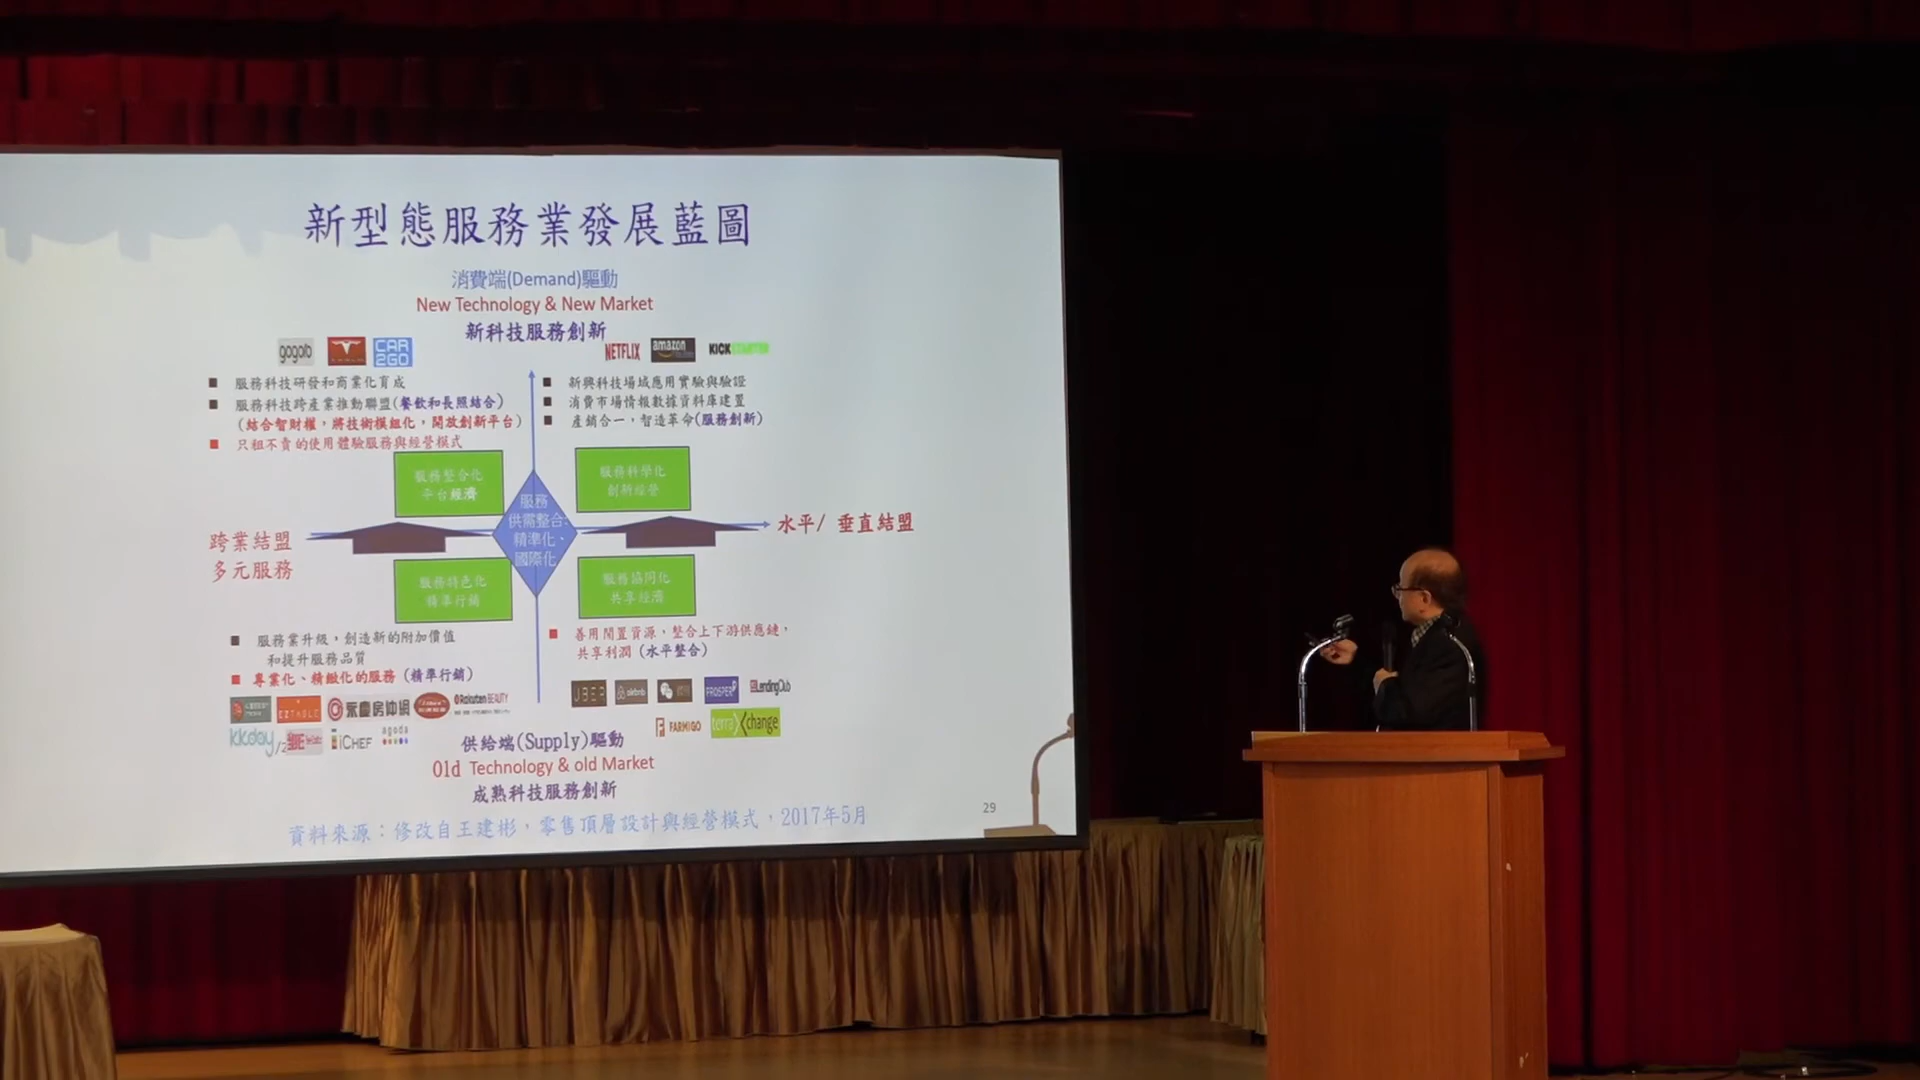 新型態服務業發展藍圖
消費端(Demand)驅動
New Technology & New Market
新科技服務創新
gogoro
CAR2GO
NETFLIX
amazon
KICKSTARTER
服務科技研發和商業化育成
服務科技跨產業推動聯盟(餐飲和長照結合)
(結合智財權，將技術模組化，開放創新平台)
只租不賣的使用體驗服務與經營模式
新興科技場域應用實驗與驗證
消費市場情報數據資料庫建置
產銷合一，智造革命(服務創新)
服務整合化
平台經濟
服務科學化
創新經營
服務
供需整合:
精準化、
國際化
跨業結盟
多元服務
水平/ 垂直結盟
服務特色化
精準行銷
服務協同化
共享經濟
服務業升級，創造新的附加價值
和提升服務品質
專業化、精緻化的服務 (精準行銷)
善用閒置資源，整合上下游供應鏈，
共享利潤 (水平整合)
EZTABLE
永慶房仲網
Rakuten BEAUTY
kkday
iCHEF
agoda
UBER
airbnb
PROSPER
LendingClub
FARMIGO
terraXchange
供給端(Supply)驅動
Old Technology & old Market
成熟科技服務創新
資料來源：修改自王建彬，零售頂層設計與經營模式，2017年5月
29